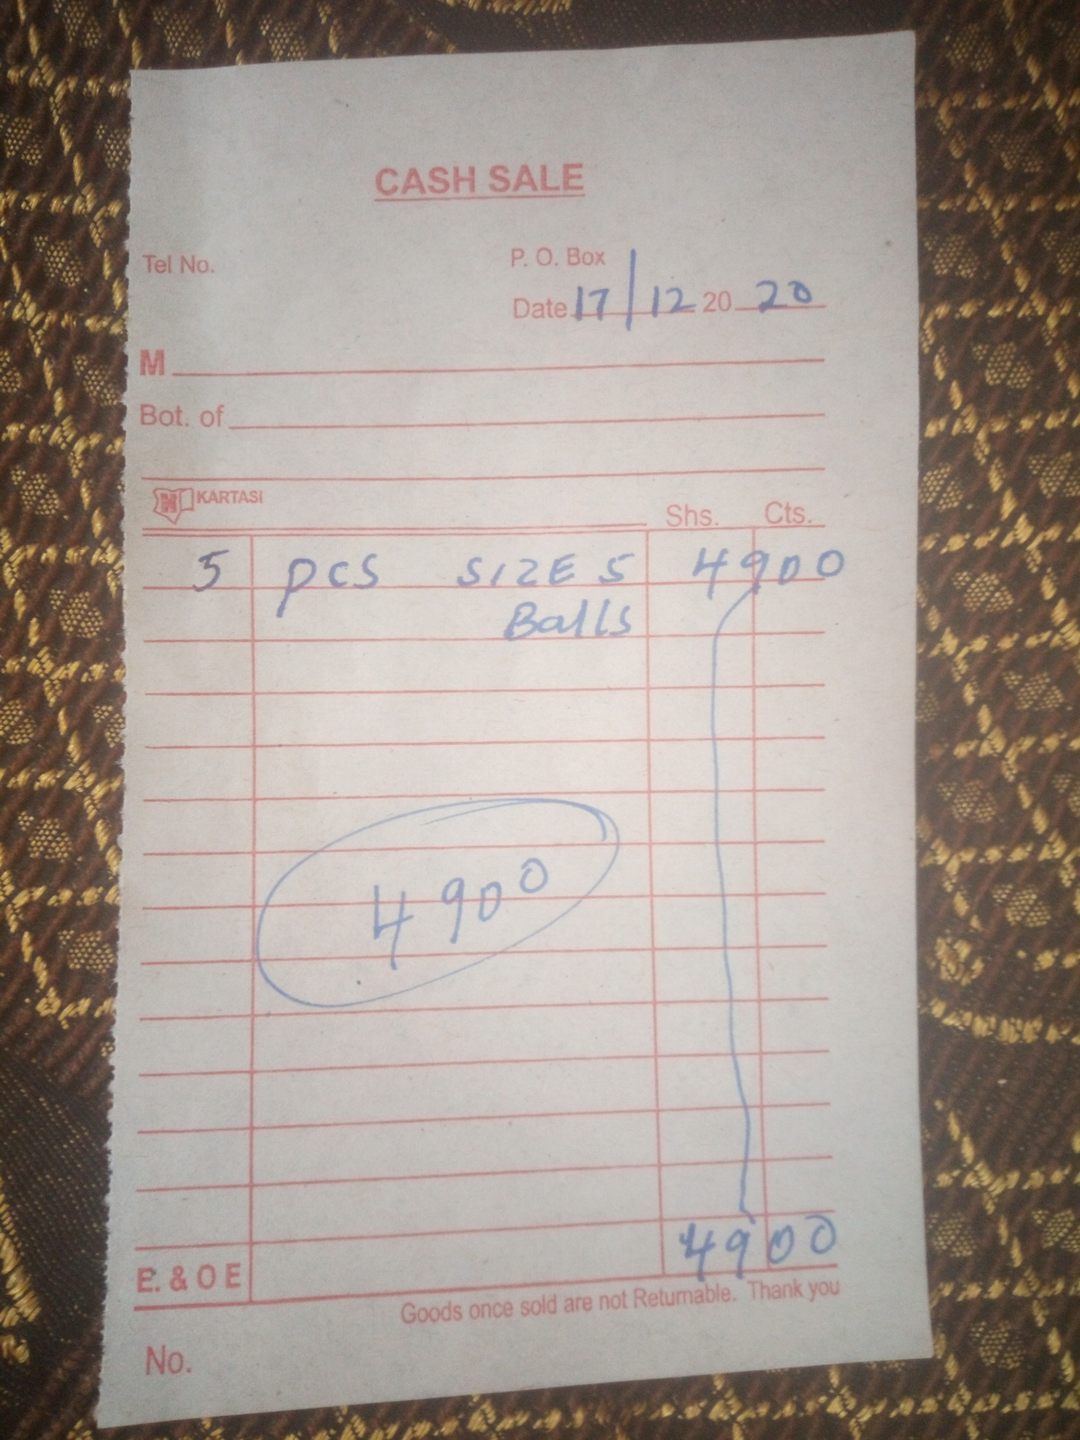 CASH SALE
Tel No.
P. O. Box
Date 17/12 20 20
M
Bot. of
KARTASI
Shs. Cts.
5 pcs SIZE 5 4900
Balls
4900
4900
E. & O E
Goods once sold are not Returnable. Thank you
No.